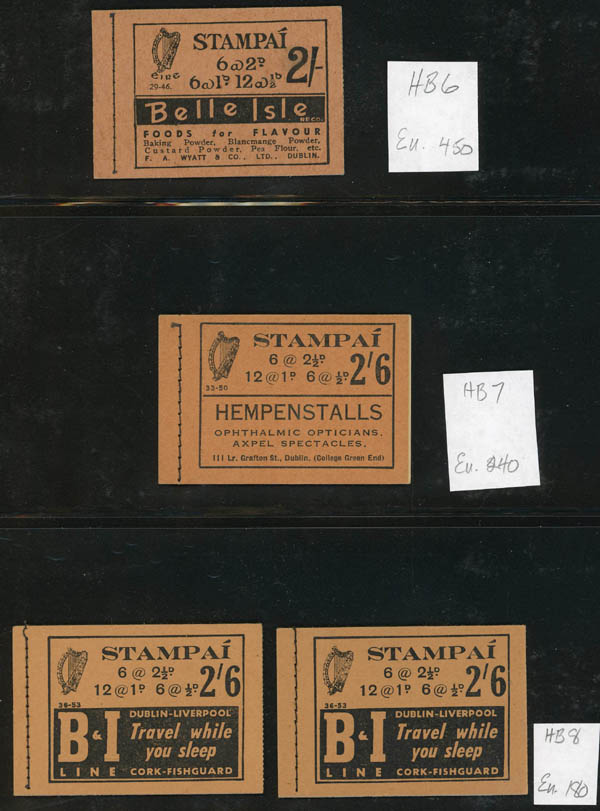 STAMPAÍ
6@2ᴰ
6@1ᴰ 12@½ᴰ
2/-
éire
29-46.
Belle Isle
REGD.
FOODS for FLAVOUR
Baking Powder, Blancmange Powder,
Custard Powder, Pea Flour, etc.
F. A. WYATT & CO., LTD., DUBLIN.
HB6
Eu. 450
STAMPAÍ
6 @ 2½ᴰ
12 @ 1ᴰ 6 @ ½ᴰ
2/6
33-50
HEMPENSTALLS
OPHTHALMIC OPTICIANS.
AXPEL SPECTACLES.
111 Lr. Grafton St., Dublin. (College Green End)
HB7
Eu. 240
STAMPAÍ
6 @ 2½ᴰ
12 @ 1ᴰ 6 @ ½ᴰ
2/6
36-53
B & I
LINE
DUBLIN-LIVERPOOL
Travel while
you sleep
CORK-FISHGUARD
STAMPAÍ
6 @ 2½ᴰ
12 @ 1ᴰ 6 @ ½ᴰ
2/6
36-53
B & I
LINE
DUBLIN-LIVERPOOL
Travel while
you sleep
CORK-FISHGUARD
HB8
Eu. 180